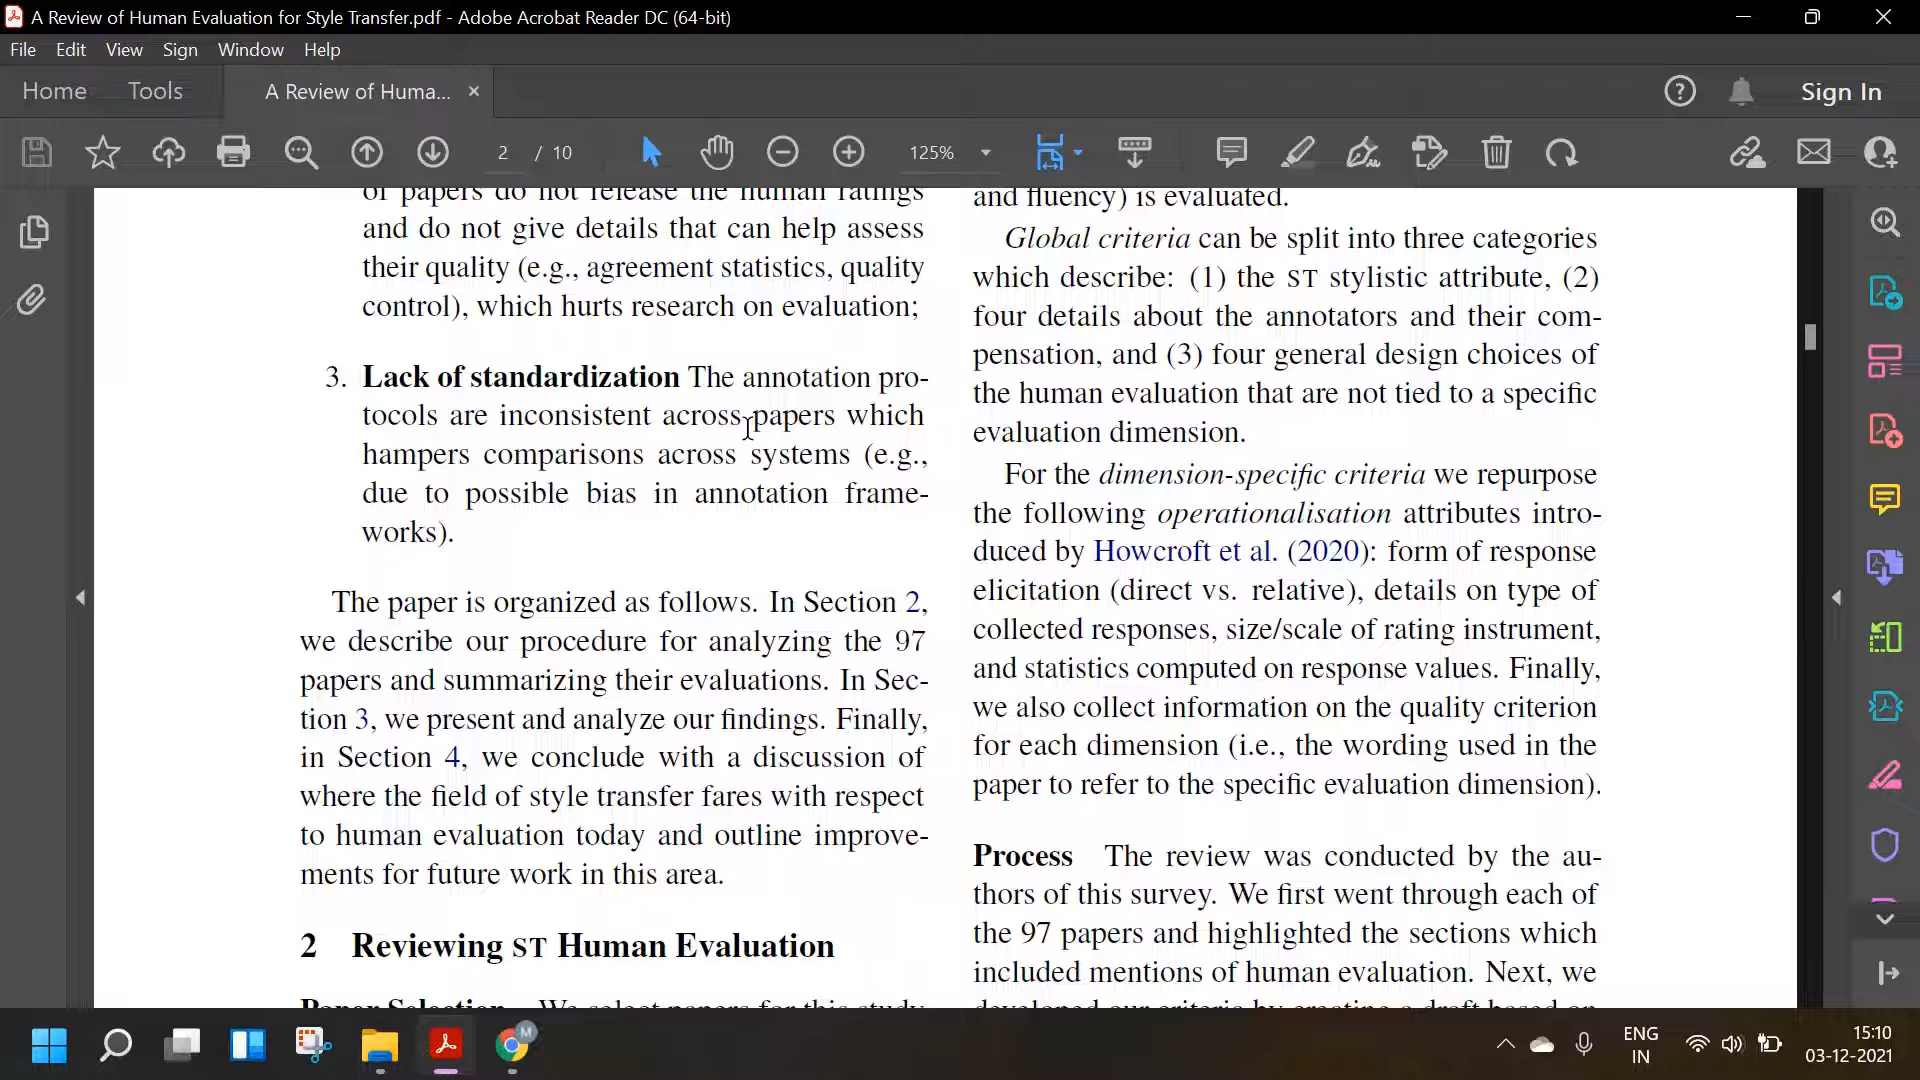 A Review of Human Evaluation for Style Transfer.pdf - Adobe Acrobat Reader DC (64-bit)
File Edit View Sign Window Help
Home Tools A Review of Huma... Sign In
2 / 10 125%
of papers do not release the human ratings
and do not give details that can help assess
their quality (e.g., agreement statistics, quality
control), which hurts research on evaluation;
3. Lack of standardization The annotation pro-
tocols are inconsistent across papers which
hampers comparisons across systems (e.g.,
due to possible bias in annotation frame-
works).
The paper is organized as follows. In Section 2,
we describe our procedure for analyzing the 97
papers and summarizing their evaluations. In Sec-
tion 3, we present and analyze our findings. Finally,
in Section 4, we conclude with a discussion of
where the field of style transfer fares with respect
to human evaluation today and outline improve-
ments for future work in this area.
2 Reviewing ST Human Evaluation
Paper Selection We select papers for this study
and fluency) is evaluated.
Global criteria can be split into three categories
which describe: (1) the ST stylistic attribute, (2)
four details about the annotators and their com-
pensation, and (3) four general design choices of
the human evaluation that are not tied to a specific
evaluation dimension.
For the dimension-specific criteria we repurpose
the following operationalisation attributes intro-
duced by Howcroft et al. (2020): form of response
elicitation (direct vs. relative), details on type of
collected responses, size/scale of rating instrument,
and statistics computed on response values. Finally,
we also collect information on the quality criterion
for each dimension (i.e., the wording used in the
paper to refer to the specific evaluation dimension).
Process The review was conducted by the au-
thors of this survey. We first went through each of
the 97 papers and highlighted the sections which
included mentions of human evaluation. Next, we
developed our criteria by creating a draft based on
M
ENG
IN
15:10
03-12-2021